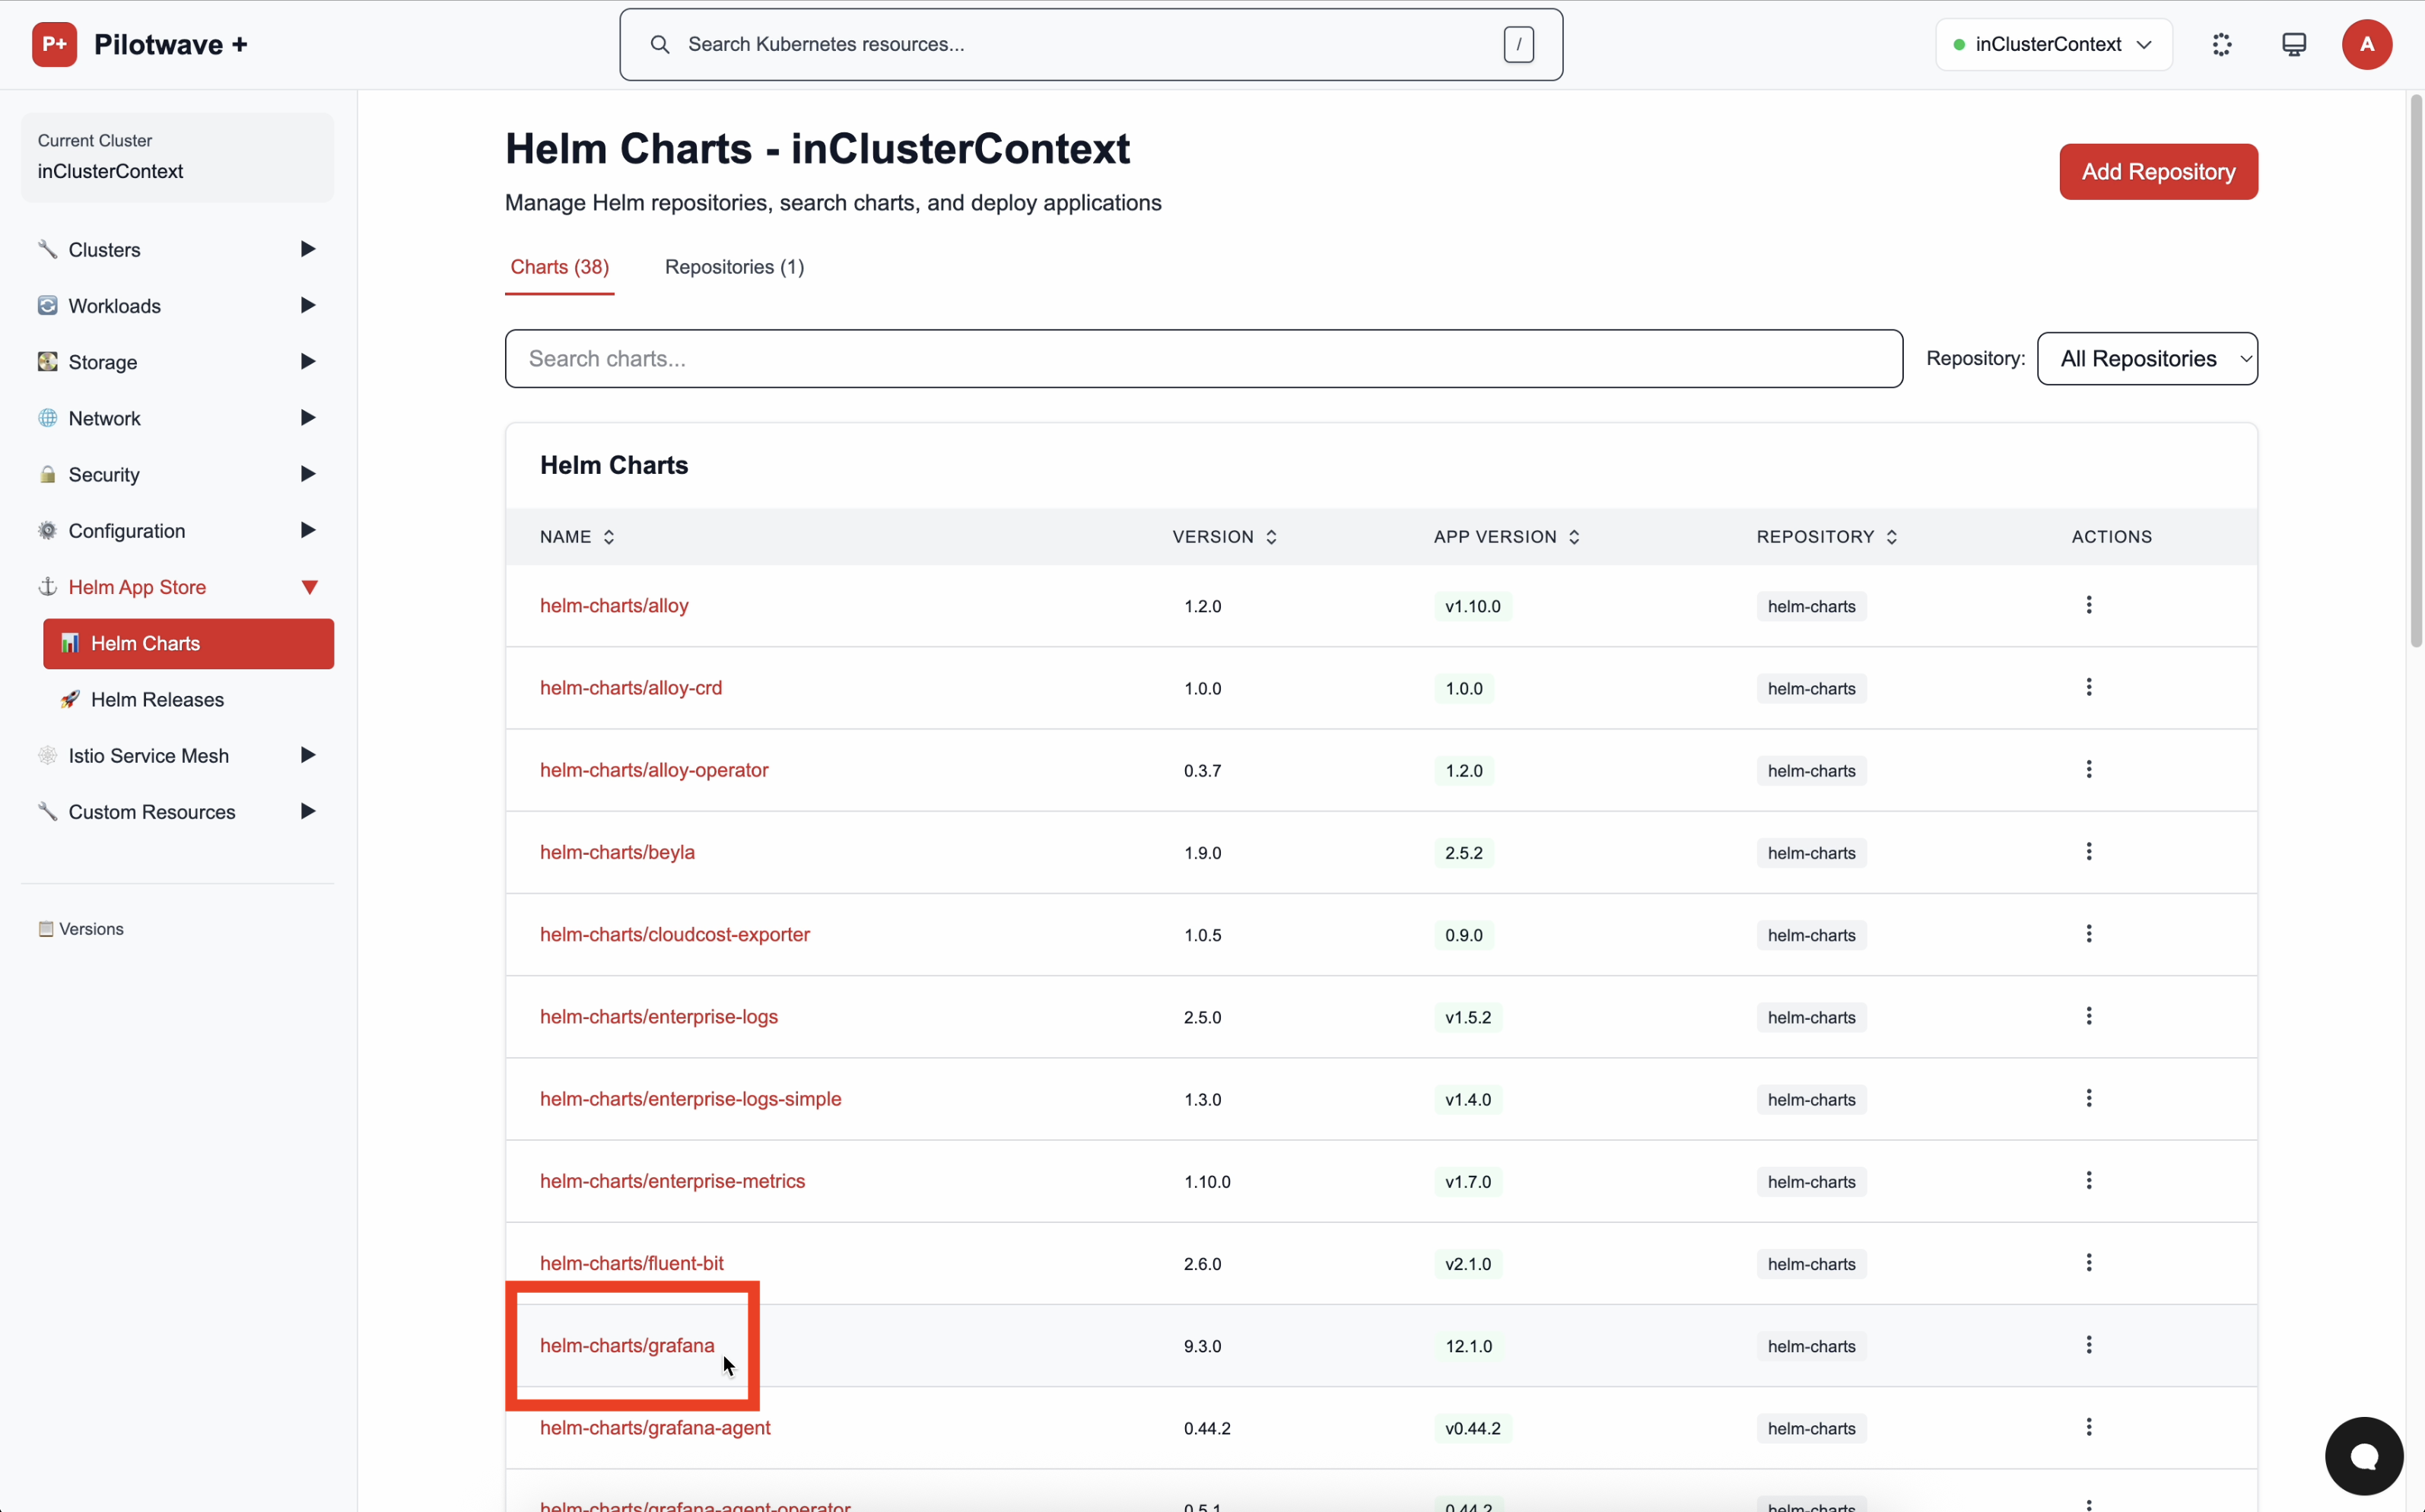 P+ Pilotwave +
Search Kubernetes resources... /
inClusterContext
A
Current Cluster
inClusterContext
Clusters
Workloads
Storage
Network
Security
Configuration
Helm App Store
Helm Charts
Helm Releases
Istio Service Mesh
Custom Resources
Versions
Helm Charts - inClusterContext
Manage Helm repositories, search charts, and deploy applications
Add Repository
Charts (38) Repositories (1)
Search charts... Repository: All Repositories
Helm Charts
NAME VERSION APP VERSION REPOSITORY ACTIONS
helm-charts/alloy 1.2.0 v1.10.0 helm-charts
helm-charts/alloy-crd 1.0.0 1.0.0 helm-charts
helm-charts/alloy-operator 0.3.7 1.2.0 helm-charts
helm-charts/beyla 1.9.0 2.5.2 helm-charts
helm-charts/cloudcost-exporter 1.0.5 0.9.0 helm-charts
helm-charts/enterprise-logs 2.5.0 v1.5.2 helm-charts
helm-charts/enterprise-logs-simple 1.3.0 v1.4.0 helm-charts
helm-charts/enterprise-metrics 1.10.0 v1.7.0 helm-charts
helm-charts/fluent-bit 2.6.0 v2.1.0 helm-charts
helm-charts/grafana 9.3.0 12.1.0 helm-charts
helm-charts/grafana-agent 0.44.2 v0.44.2 helm-charts
helm-charts/grafana-agent-operator 0.5.1 0.44.2 helm-charts